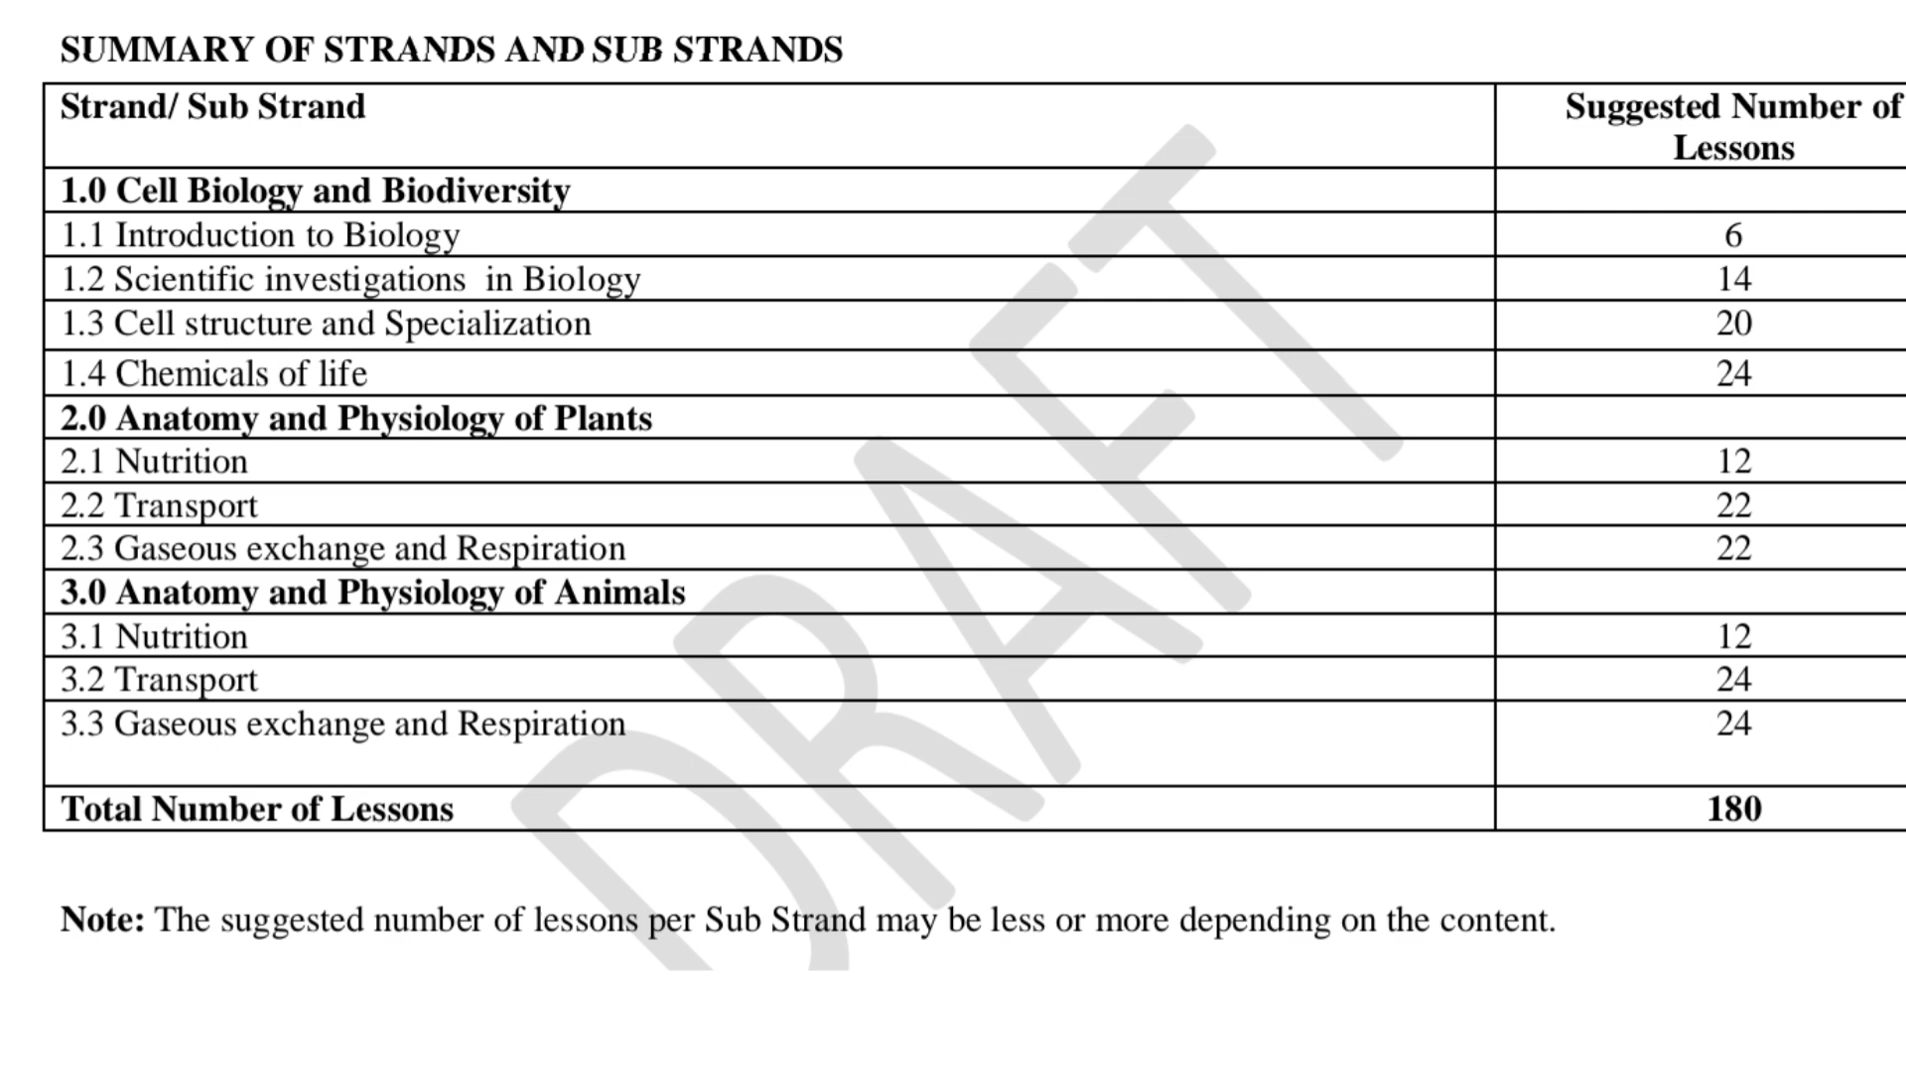 SUMMARY OF STRANDS AND SUB STRANDS
Strand/ Sub Strand Suggested Number of
Lessons
1.0 Cell Biology and Biodiversity
1.1 Introduction to Biology 6
1.2 Scientific investigations in Biology 14
1.3 Cell structure and Specialization 20
1.4 Chemicals of life 24
2.0 Anatomy and Physiology of Plants
2.1 Nutrition 12
2.2 Transport 22
2.3 Gaseous exchange and Respiration 22
3.0 Anatomy and Physiology of Animals
3.1 Nutrition 12
3.2 Transport 24
3.3 Gaseous exchange and Respiration 24
Total Number of Lessons 180
Note: The suggested number of lessons per Sub Strand may be less or more depending on the content.
DRAFT